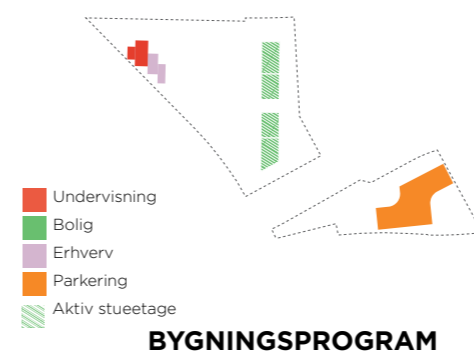 Undervisning
Bolig
Erhverv
Parkering
Aktiv stueetage
BYGNINGSPROGRAM